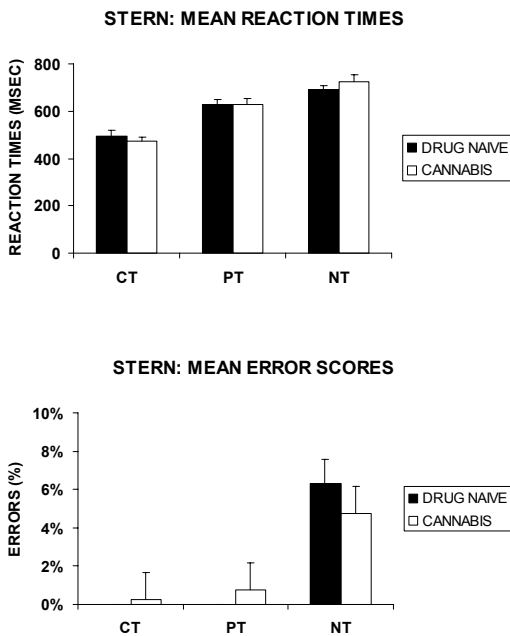 STERN: MEAN REACTION TIMES
REACTION TIMES (MSEC)
800
600
400
200
0
CT PT NT
DRUG NAIVE
CANNABIS
STERN: MEAN ERROR SCORES
ERRORS (%)
10%
8%
6%
4%
2%
0%
CT PT NT
DRUG NAIVE
CANNABIS